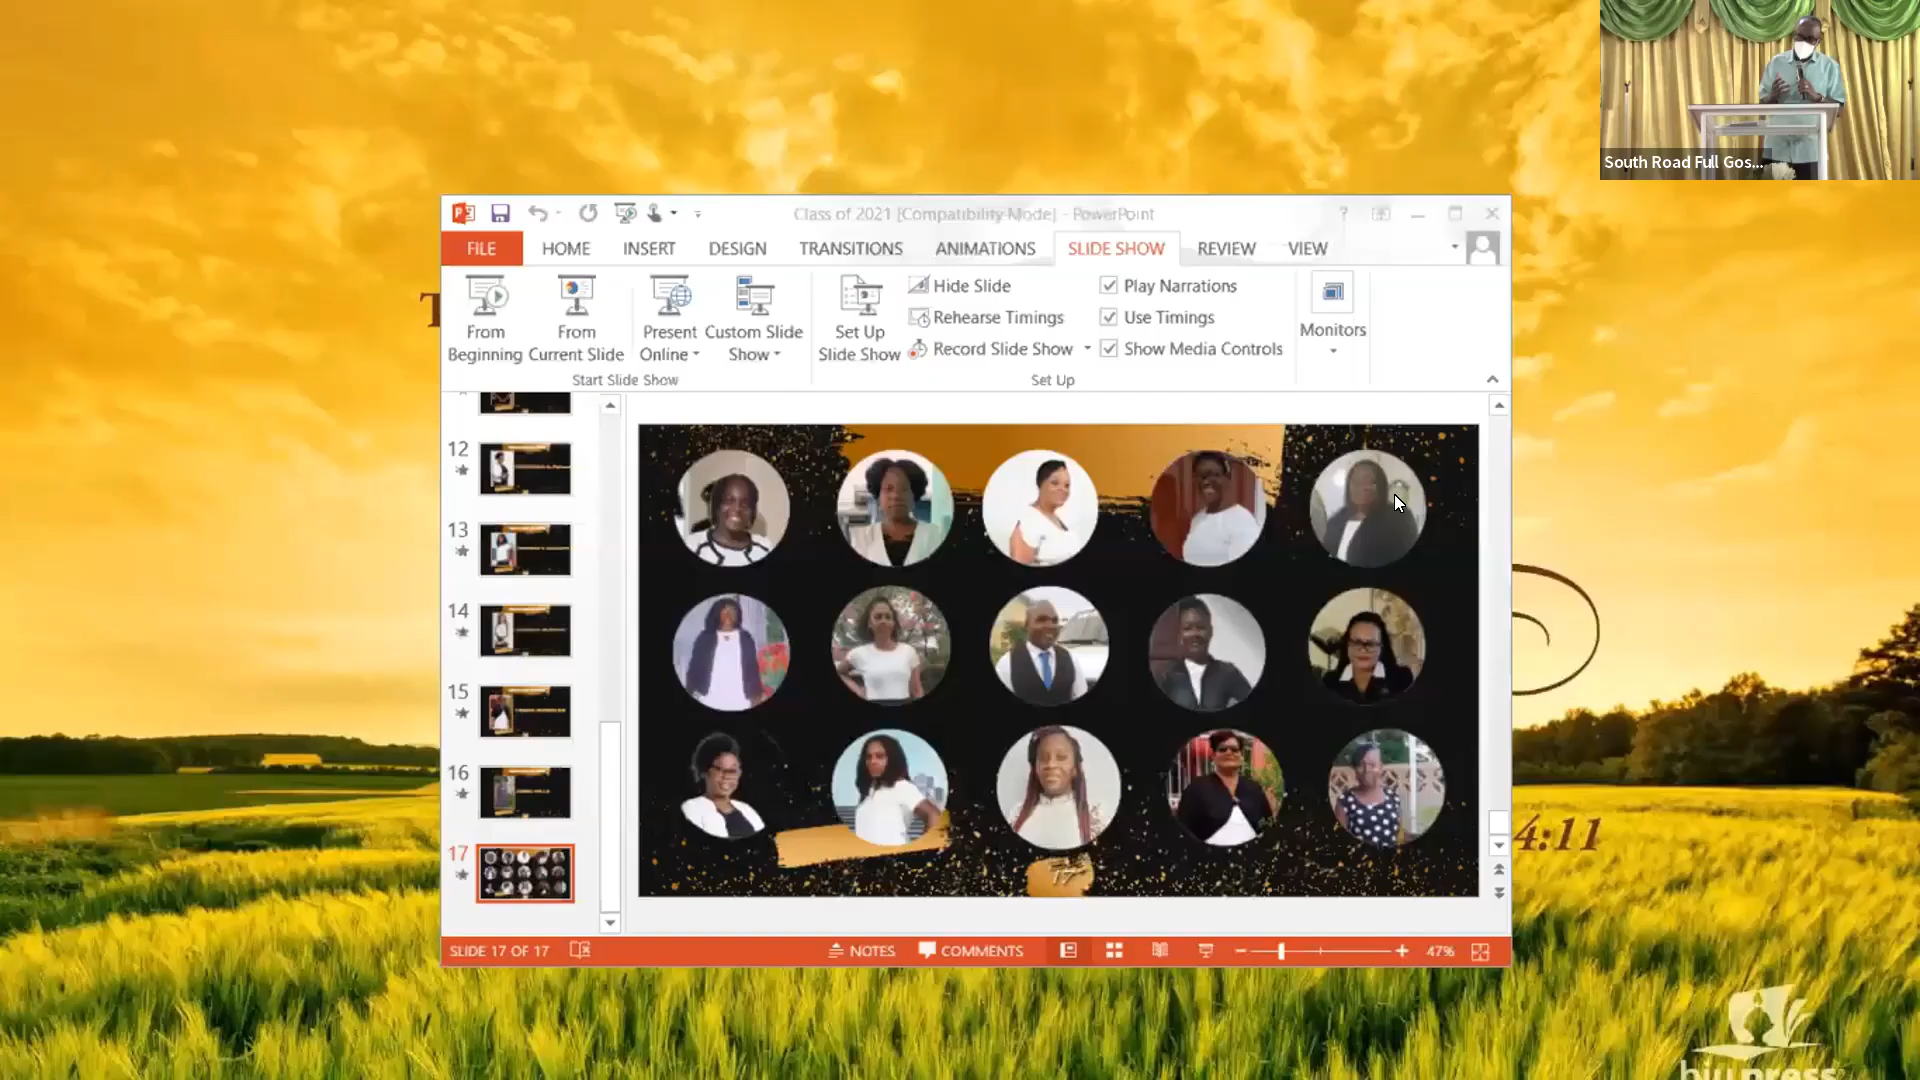 South Road Full Gos...
Class of 2021 [Compatibility Mode] - PowerPoint
?
FILE
HOME
INSERT
DESIGN
TRANSITIONS
ANIMATIONS
SLIDE SHOW
REVIEW
VIEW
From
Beginning
From
Current Slide
Present
Online
Custom Slide
Show
Set Up
Slide Show
Hide Slide
Rehearse Timings
Record Slide Show
Play Narrations
Use Timings
Show Media Controls
Monitors
Start Slide Show
Set Up
T
12
13
14
15
16
17
4:11
SLIDE 17 OF 17
NOTES
COMMENTS
47%
bju press